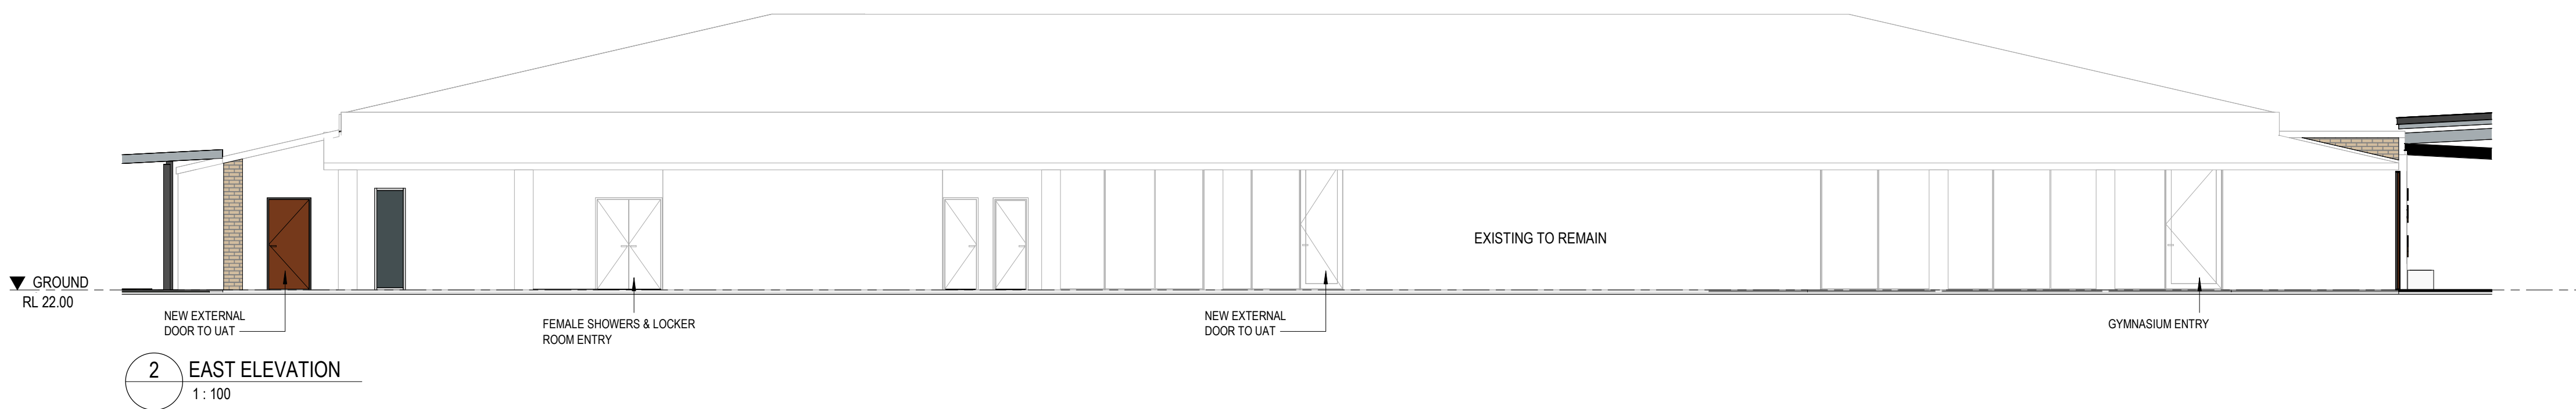 EXISTING TO REMAIN
GROUND
RL 22.00
NEW EXTERNAL
DOOR TO UAT
FEMALE SHOWERS & LOCKER
ROOM ENTRY
NEW EXTERNAL
DOOR TO UAT
GYMNASIUM ENTRY
2
EAST ELEVATION
1 : 100